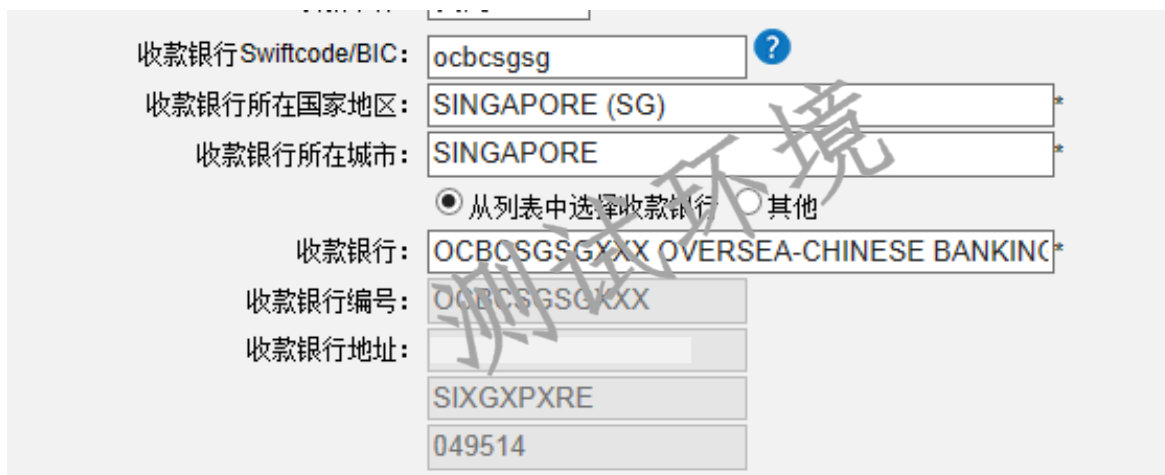 收款银行Swiftcode/BIC： ocbcsgsg ?
收款银行所在国家地区： SINGAPORE (SG) *
收款银行所在城市： SINGAPORE *
从列表中选择收款银行 其他
收款银行： OCBCSGSGXXX OVERSEA-CHINESE BANKING *
收款银行编号： OCBCSGSGXXX
收款银行地址：
SIXGXPXRE
049514
测试环境